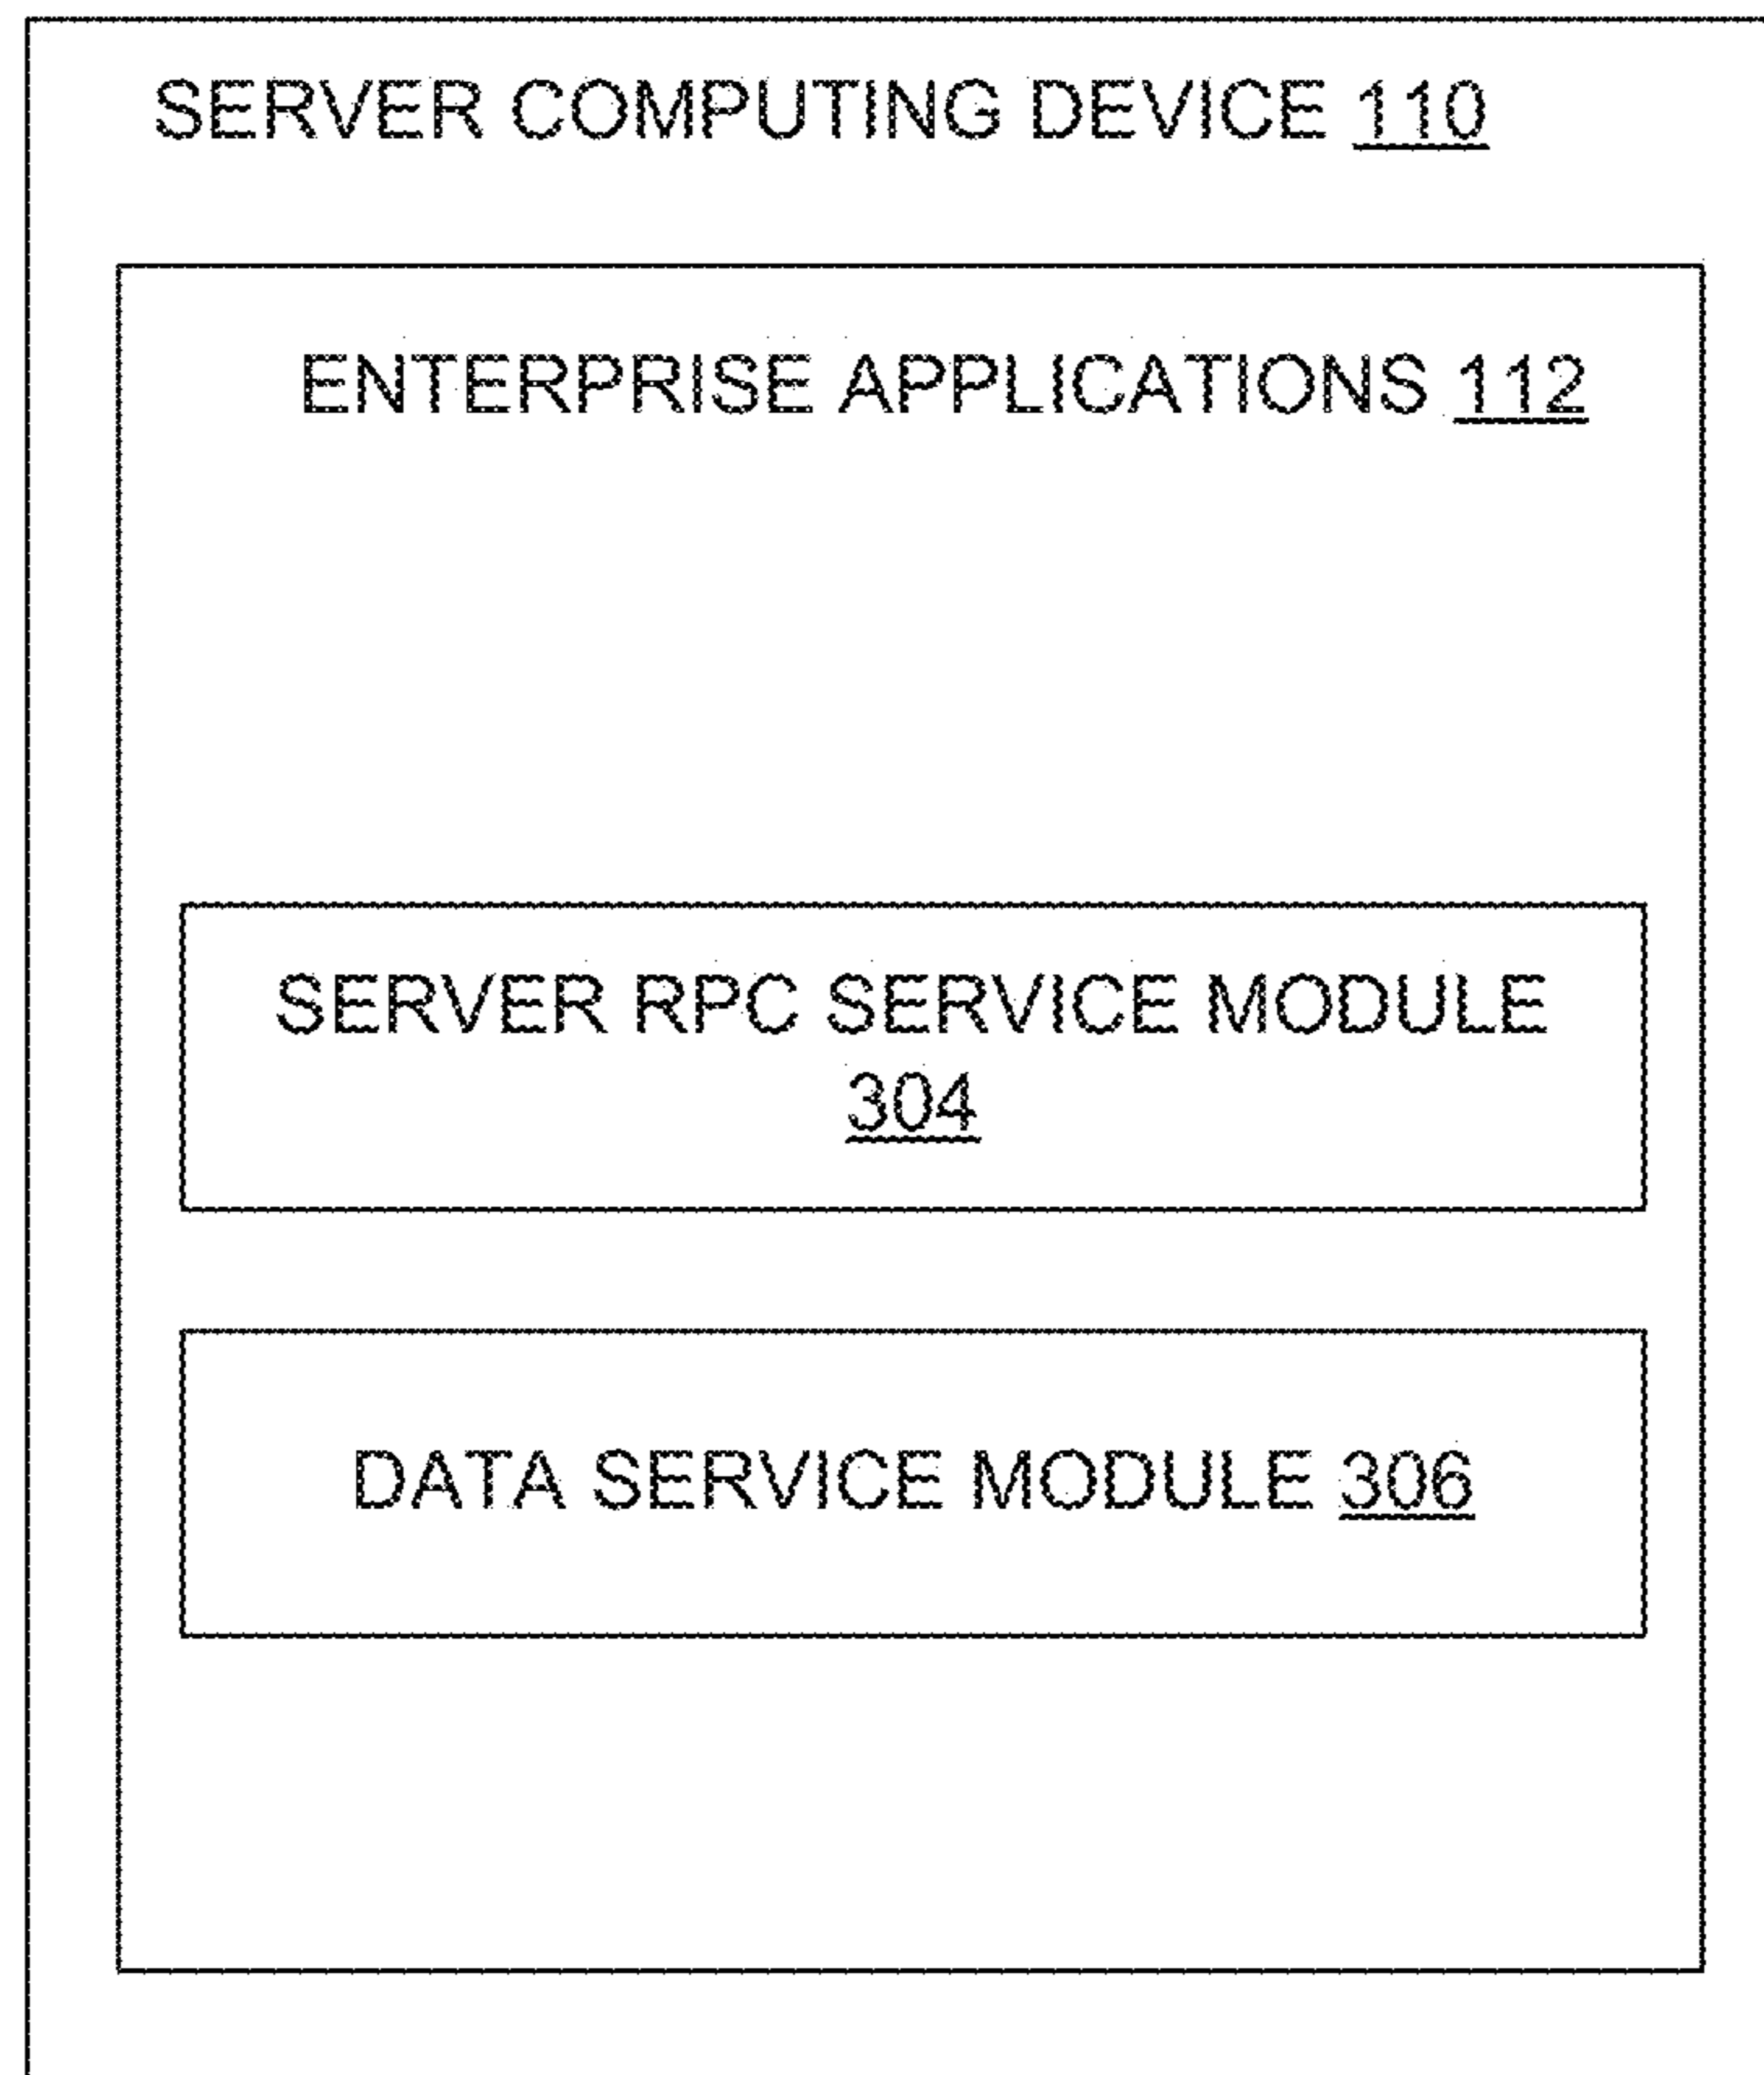 SERVER COMPUTING DEVICE 110
ENTERPRISE APPLICATIONS 112
SERVER RPC SERVICE MODULE
304
DATA SERVICE MODULE 306